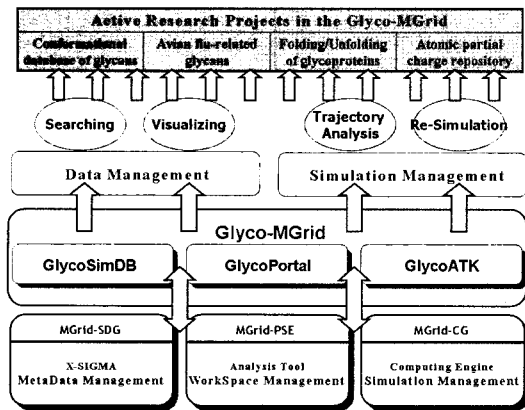 Active Research Projects in the Glyco-MGrid
Conformational database of glycans
Avian flu-related glycans
Folding/Unfolding of glycoproteins
Atomic partial charge repository
Searching
Visualizing
Trajectory Analysis
Re-Simulation
Data Management
Simulation Management
Glyco-MGrid
GlycoSimDB
GlycoPortal
GlycoATK
MGrid-SDG
MGrid-PSE
MGrid-CG
X-SIGMA
MetaData Management
Analysis Tool
WorkSpace Management
Computing Engine
Simulation Management